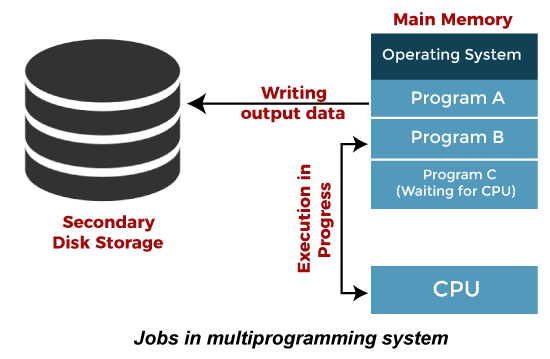 Main Memory
Operating System
Program A
Writing
output data
Program B
Program C
(Waiting for CPU)
Execution in
Progress
Secondary
Disk Storage
CPU
Jobs in multiprogramming system